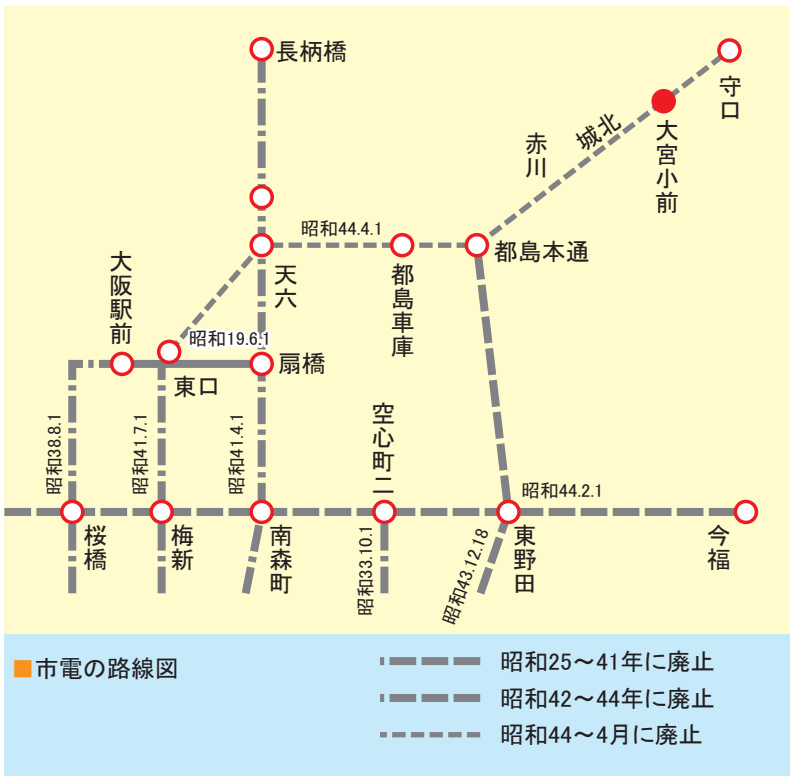 長柄橋
守口
大宮小前
城北
赤川
昭和44.4.1
都島本通
天六
都島車庫
大阪駅前
昭和19.6.1
東口
扇橋
空心町二
昭和38.8.1
昭和41.7.1
昭和41.4.1
昭和44.2.1
桜橋
梅新
南森町
昭和33.10.1
昭和43.12.18
東野田
今福
■市電の路線図
昭和25～41年に廃止
昭和42～44年に廃止
昭和44～4月に廃止